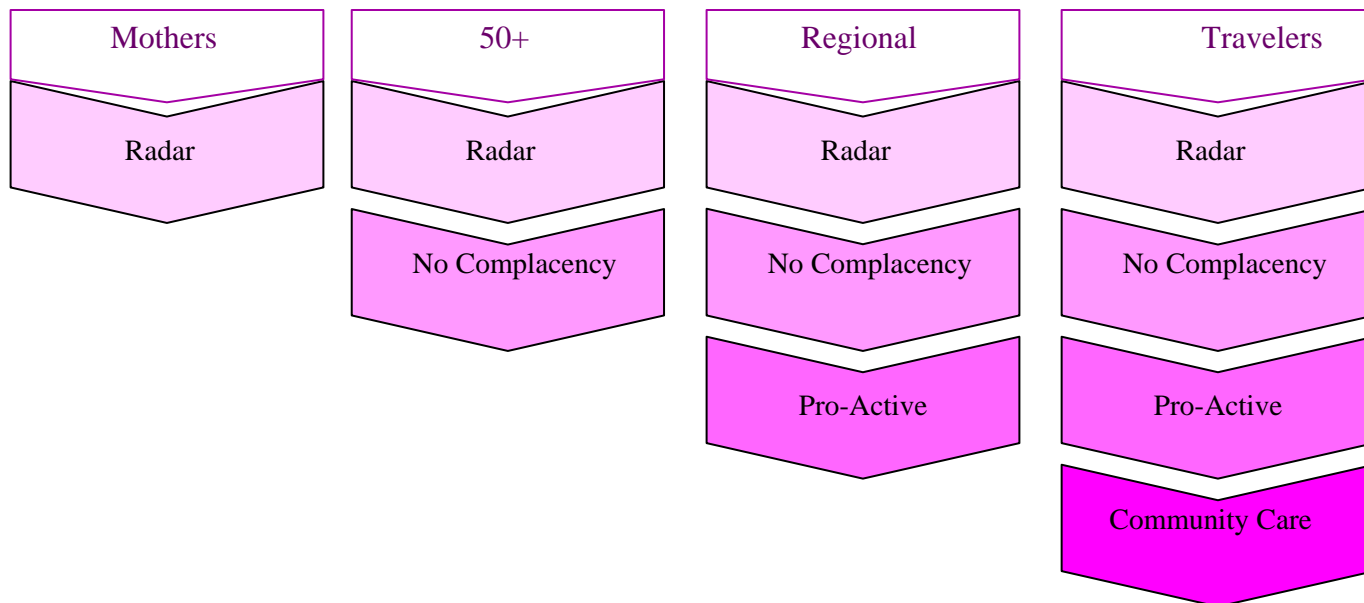 Mothers
50+
Regional
Travelers
Radar
Radar
Radar
Radar
No Complacency
No Complacency
No Complacency
Pro-Active
Pro-Active
Community Care